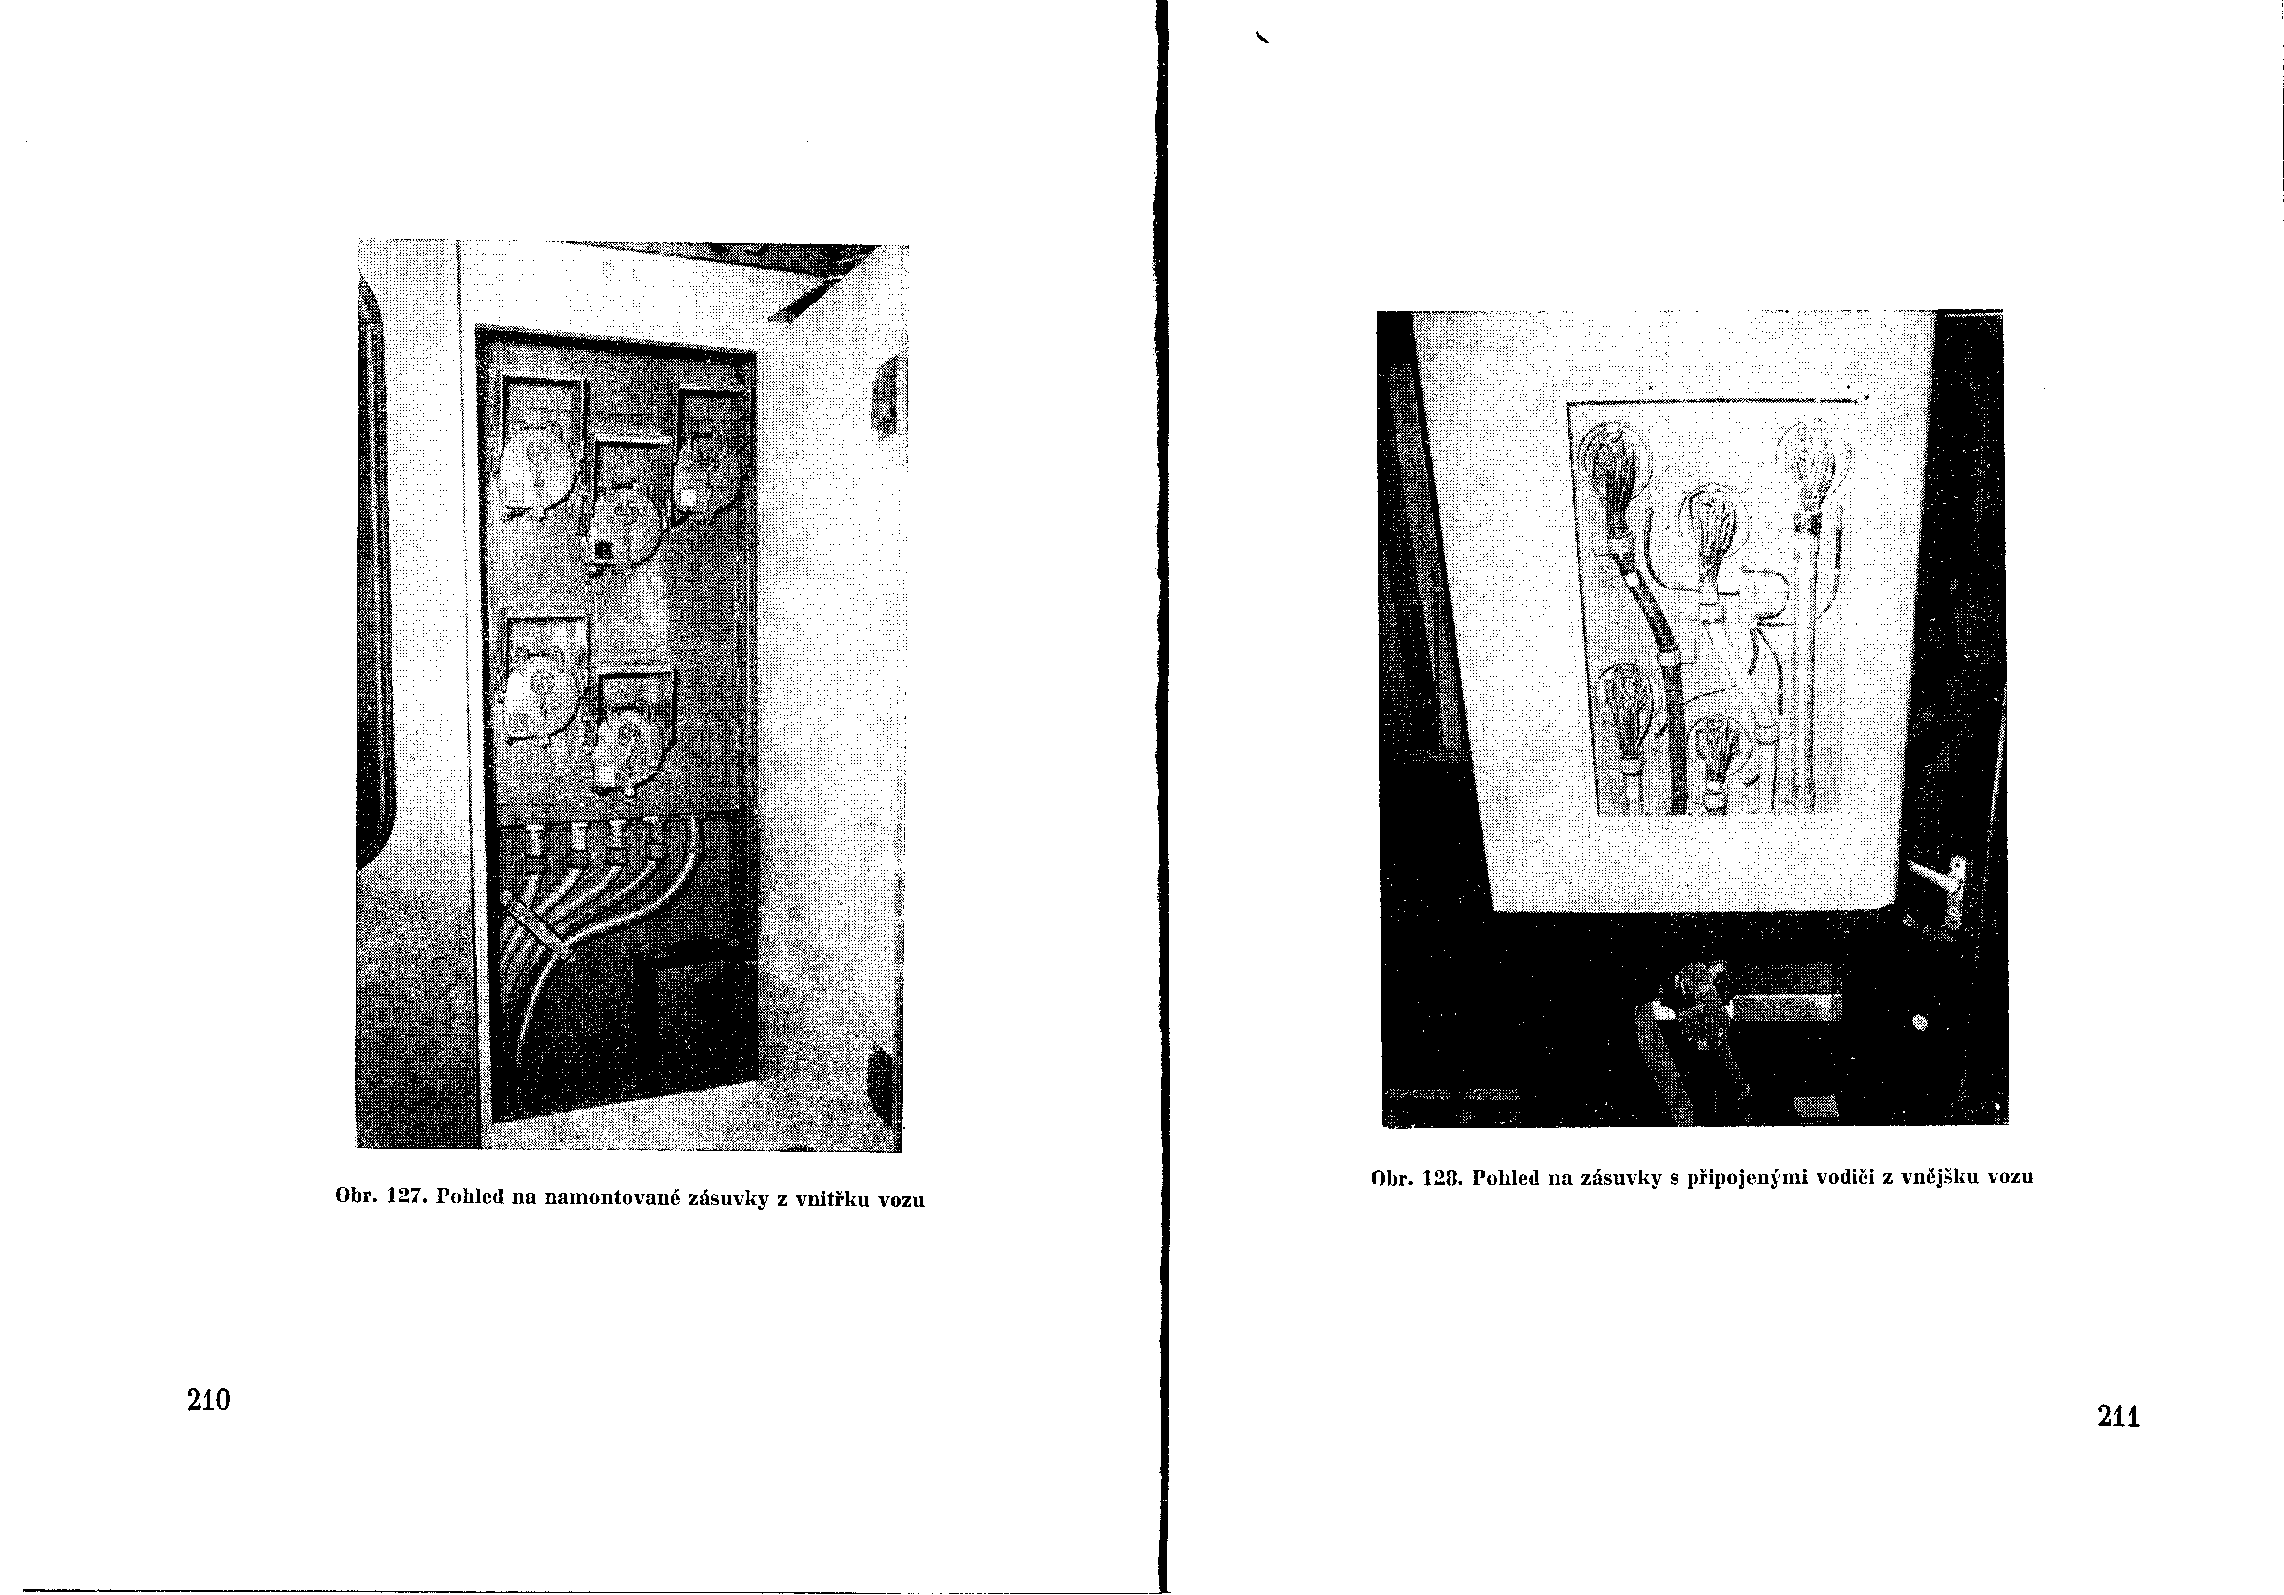 Obr. 127. Pohled na namontované zásuvky z vnitřku vozu
210
Obr. 128. Pohled na zásuvky s připojenými vodiči z vnějšku vozu
211